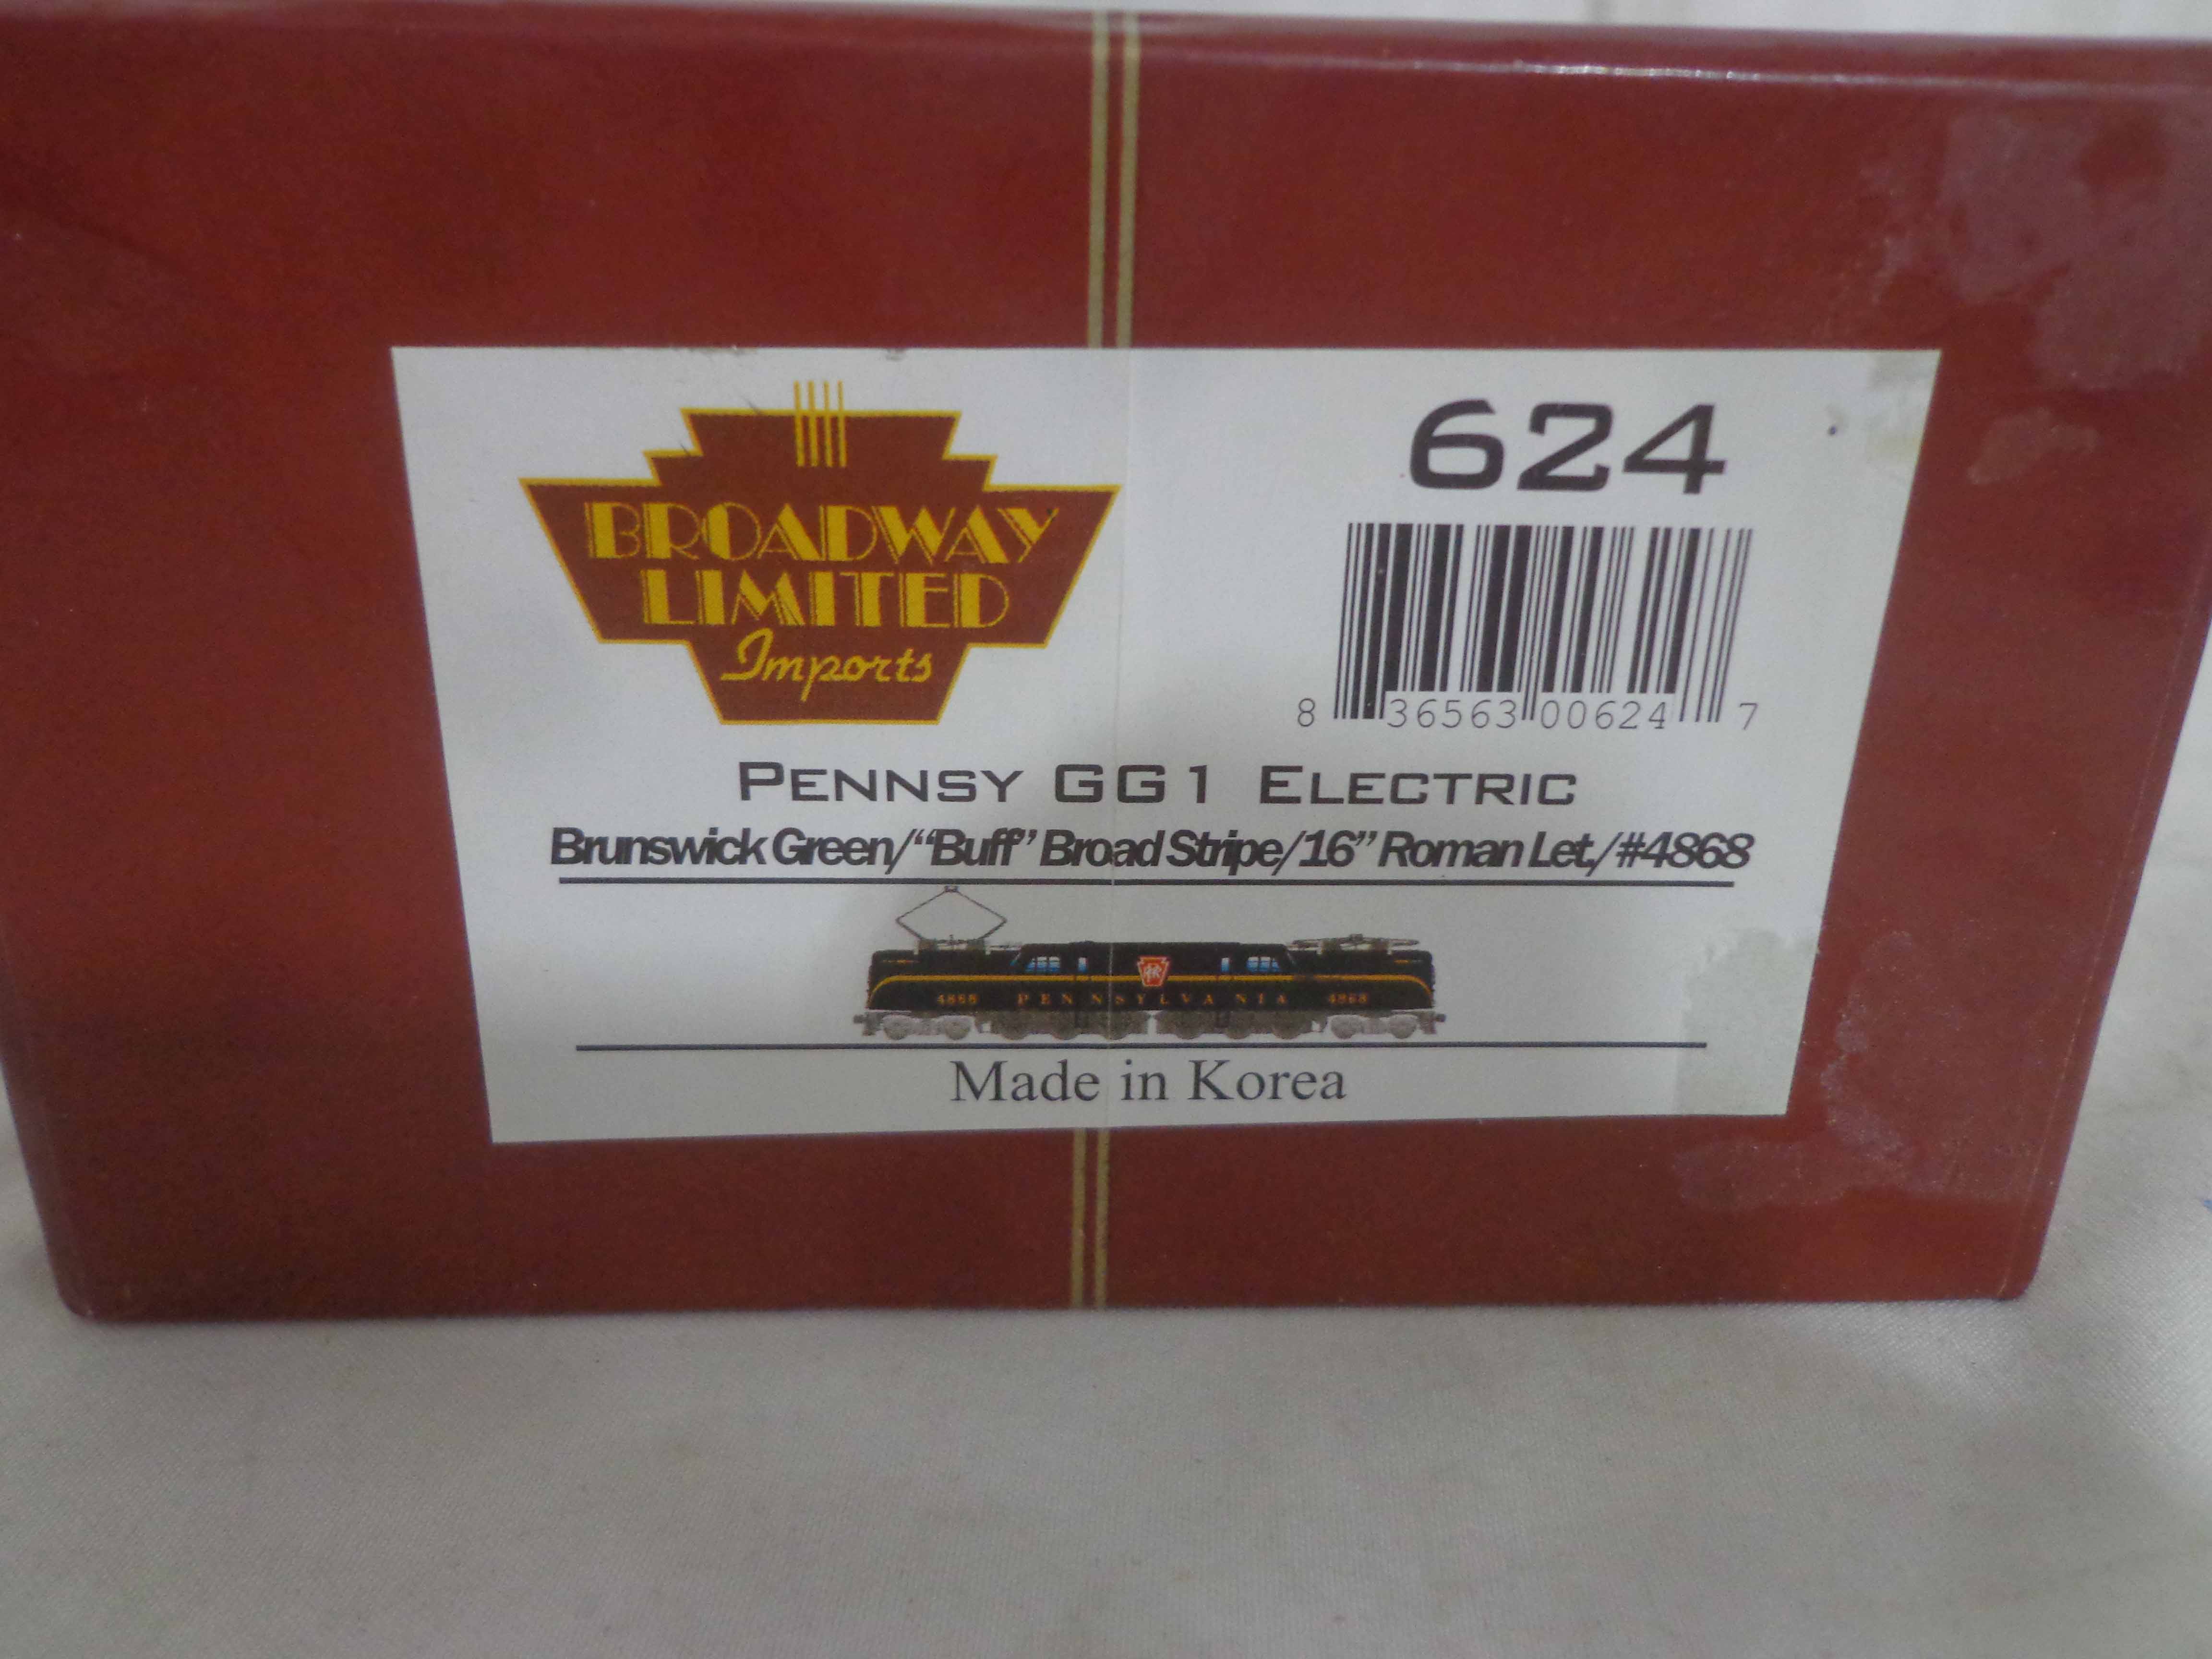 BROADWAY
LIMITED
Imports
624
8 36563 00624 7
PENNSY GG1 ELECTRIC
Brunswick Green/“Buff” Broad Stripe/16” Roman Let./#4868
4868 PENNSYLVANIA 4868
Made in Korea